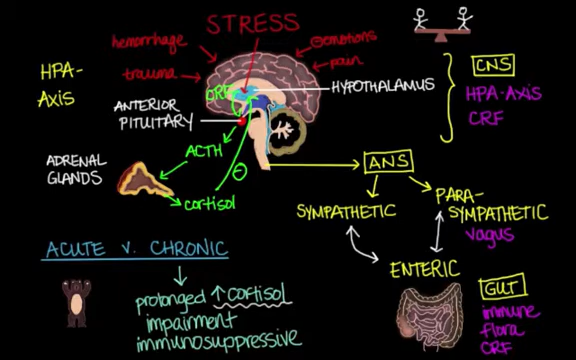 STRESS
hemorrhage
⊖emotions
trauma
pain
HPA-
AXIS
CRF
HYPOTHALAMUS
CNS
HPA-AXIS
CRF
ANTERIOR
PITUITARY
ACTH
⊖
ADRENAL
GLANDS
cortisol
ANS
SYMPATHETIC
PARA-
SYMPATHETIC
vagus
ACUTE v. CHRONIC
ENTERIC
prolonged ↑cortisol
impairment
immunosuppressive
GUT
immune
flora
CRF